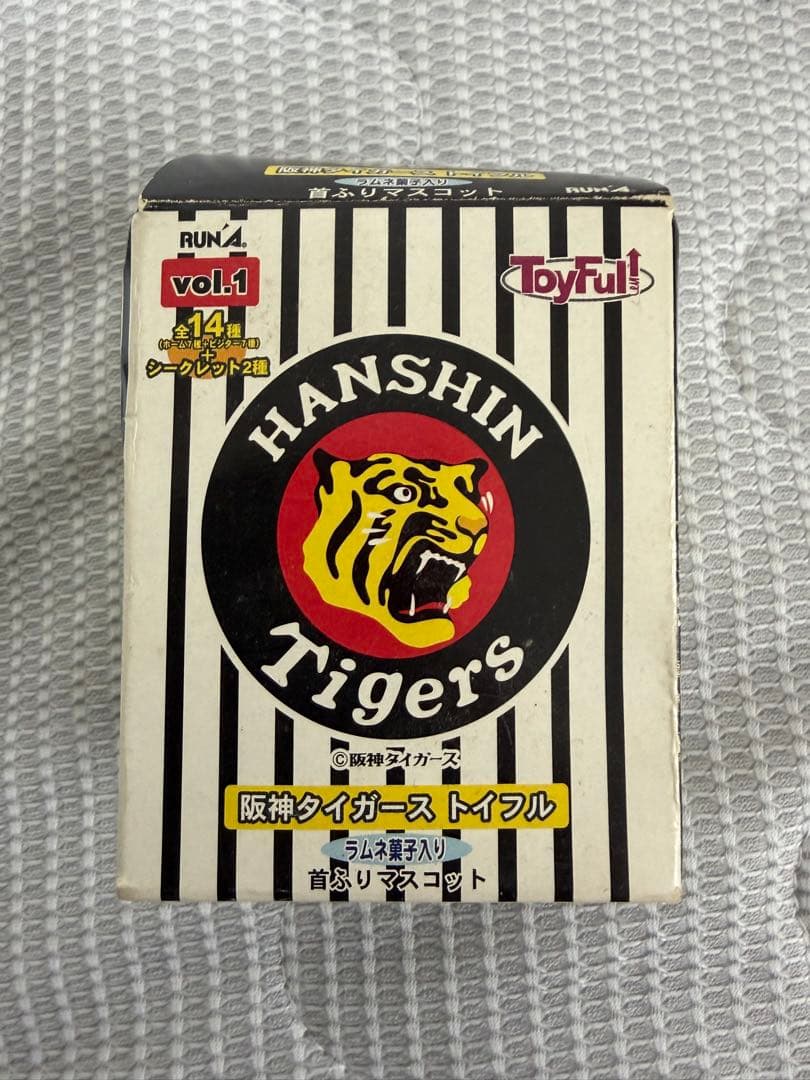 阪神タイガース トイフル
ラムネ菓子入り
首ふりマスコット
RUN'A
RUN'A®
vol.1
ToyFul!
全14種
(ホーム7種+ビジター7種)
+
シークレット2種
HANSHIN
Tigers
©阪神タイガース
阪神タイガース トイフル
ラムネ菓子入り
首ふりマスコット